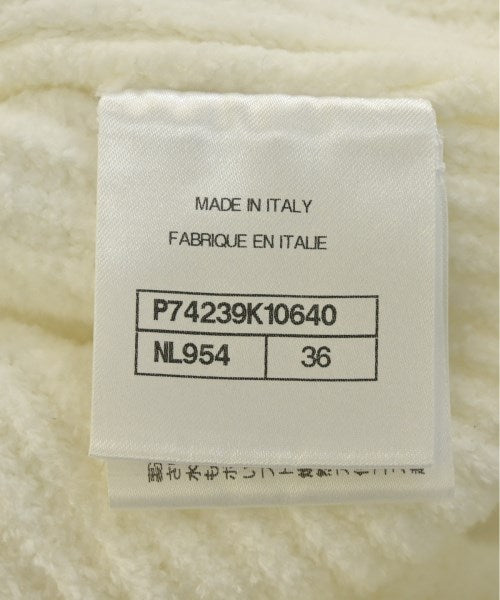 MADE IN ITALY
FABRIQUE EN ITALIE
P74239K10640
NL954 36